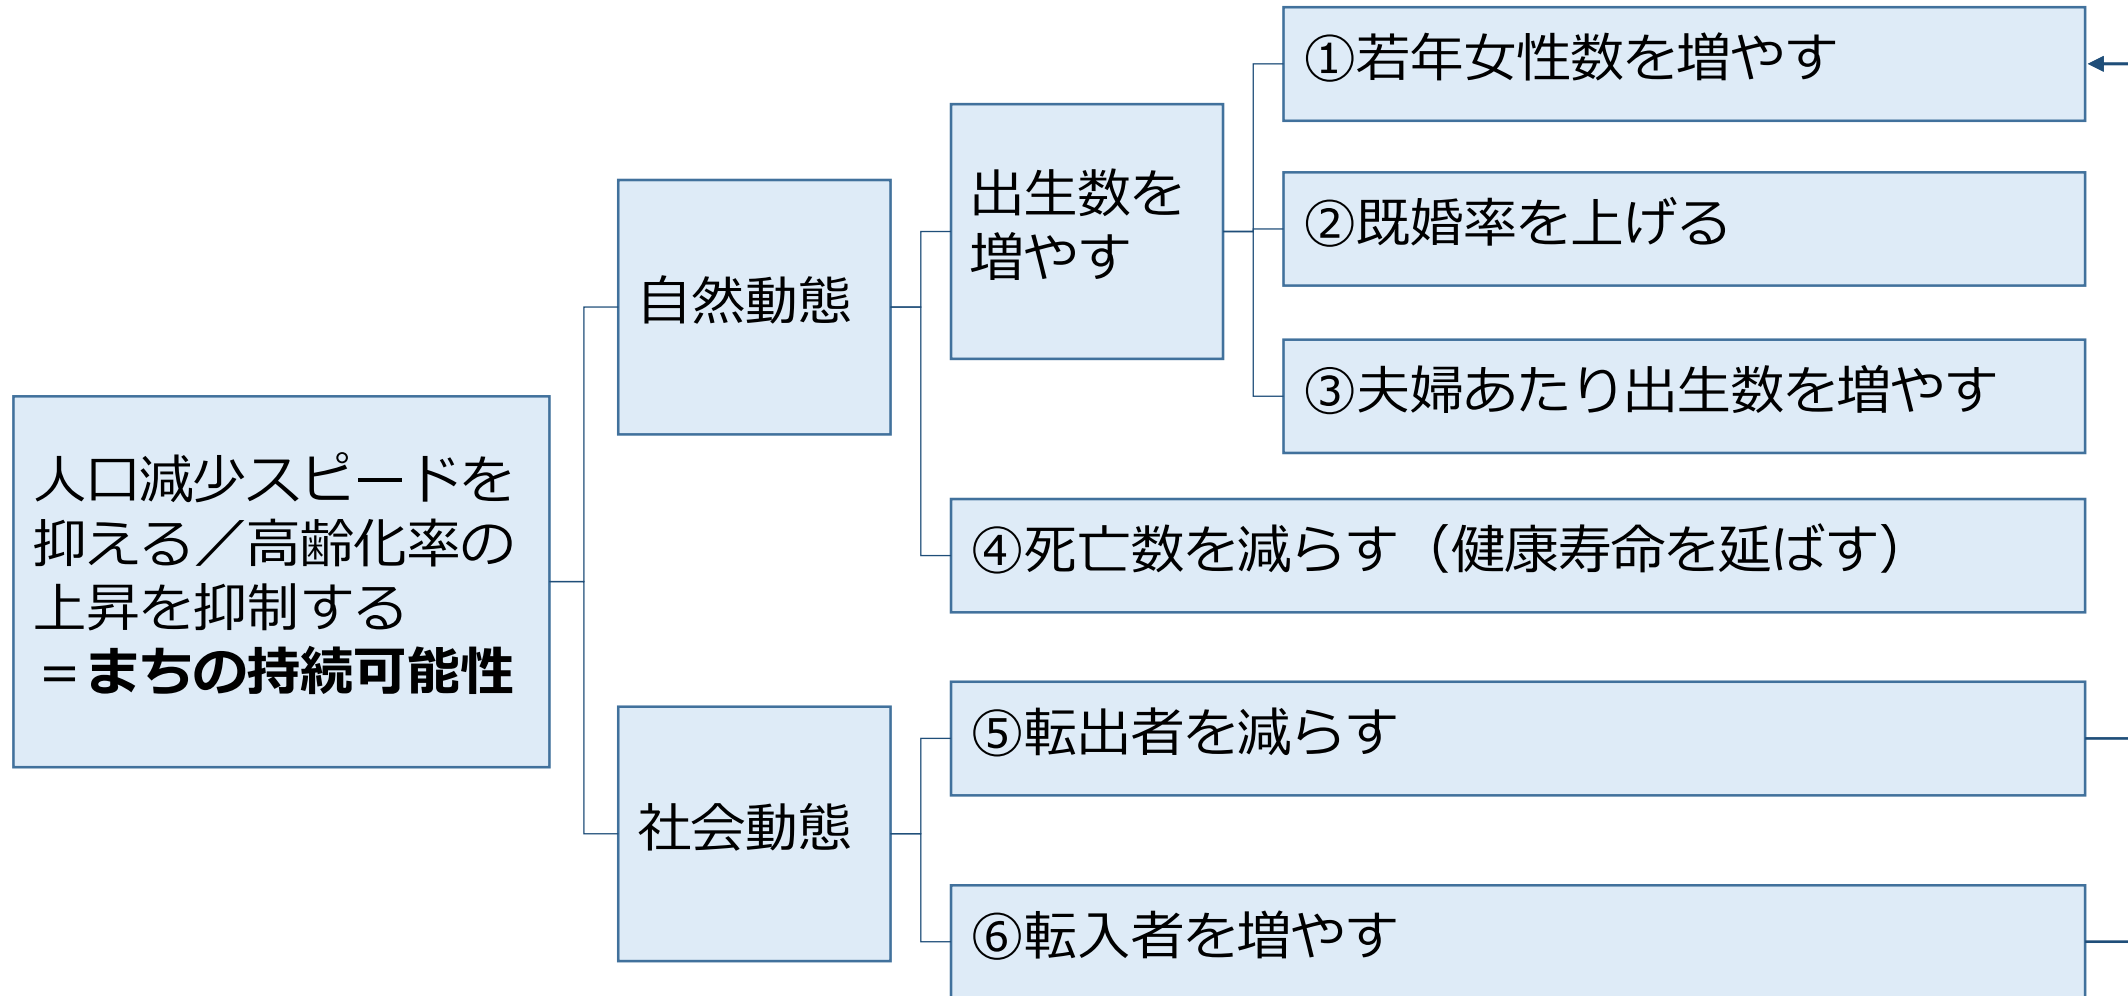 人口減少スピードを
抑える／高齢化率の
上昇を抑制する
＝まちの持続可能性
自然動態
出生数を
増やす
①若年女性数を増やす
②既婚率を上げる
③夫婦あたり出生数を増やす
④死亡数を減らす（健康寿命を延ばす）
社会動態
⑤転出者を減らす
⑥転入者を増やす